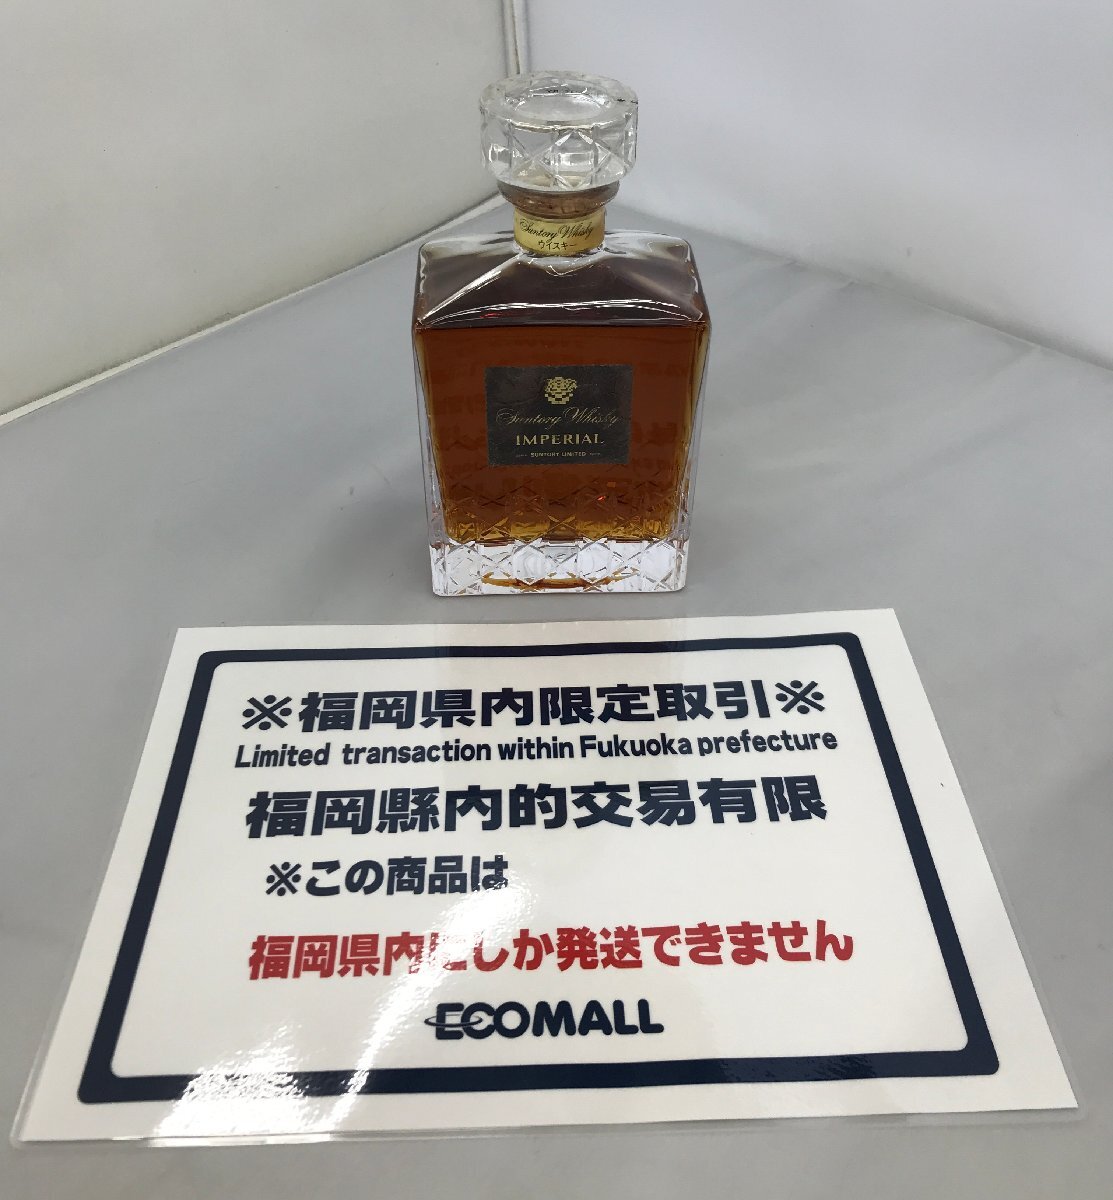 Suntory Whisky
ウイスキー
Suntory Whisky
IMPERIAL
SUNTORY LIMITED
※福岡県内限定取引※
Limited transaction within Fukuoka prefecture
福岡縣内的交易有限
※この商品は
福岡県内にしか発送できません
ECOMALL